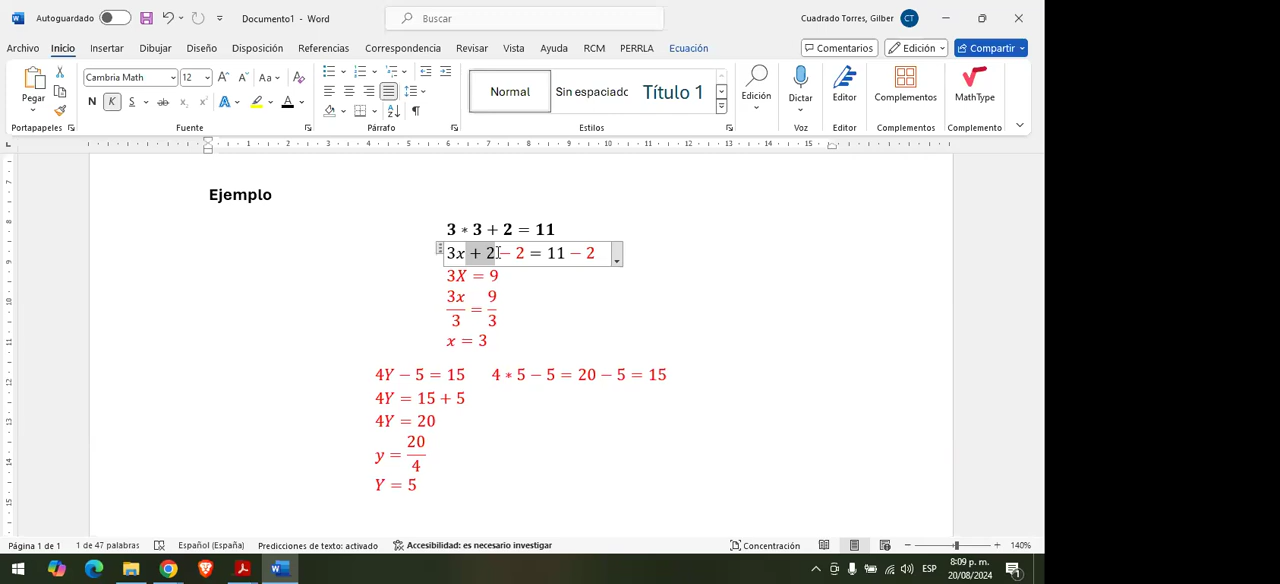 Autoguardado
Documento1 - Word
Buscar
Cuadrado Torres, Gilber
CT
Archivo Inicio Insertar Dibujar Diseño Disposición Referencias Correspondencia Revisar Vista Ayuda RCM PERRLA Ecuación
Comentarios
Edición
Compartir
Cambria Math 12
Pegar
N K S
Normal
Sin espaciado
Título 1
Edición
Dictar
Editor
Complementos
MathType
Portapapeles
Fuente
Párrafo
Estilos
Voz
Editor
Complementos
Complemento
Ejemplo
3 ∗ 3 + 2 = 11
3x + 2 − 2 = 11 − 2
3X = 9
3x/3 = 9/3
x = 3
4Y − 5 = 15 4 ∗ 5 − 5 = 20 − 5 = 15
4Y = 15 + 5
4Y = 20
y = 20/4
Y = 5
Página 1 de 1
1 de 47 palabras
Español (España)
Predicciones de texto: activado
Accesibilidad: es necesario investigar
Concentración
140%
ESP
8:09 p. m.
20/08/2024